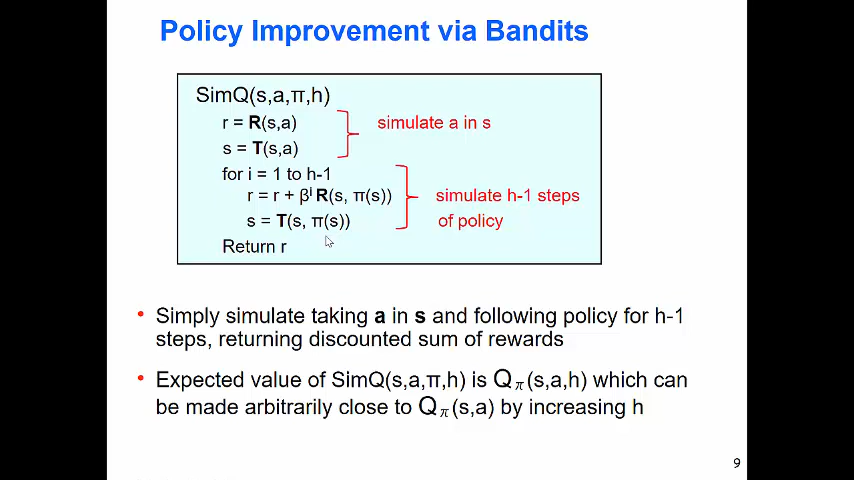 Policy Improvement via Bandits
SimQ(s,a,π,h)
r = R(s,a)
s = T(s,a)
simulate a in s
for i = 1 to h-1
r = r + βⁱ R(s, π(s))
s = T(s, π(s))
simulate h-1 steps
of policy
Return r
• Simply simulate taking a in s and following policy for h-1
steps, returning discounted sum of rewards
• Expected value of SimQ(s,a,π,h) is Qπ(s,a,h) which can
be made arbitrarily close to Qπ(s,a) by increasing h
9